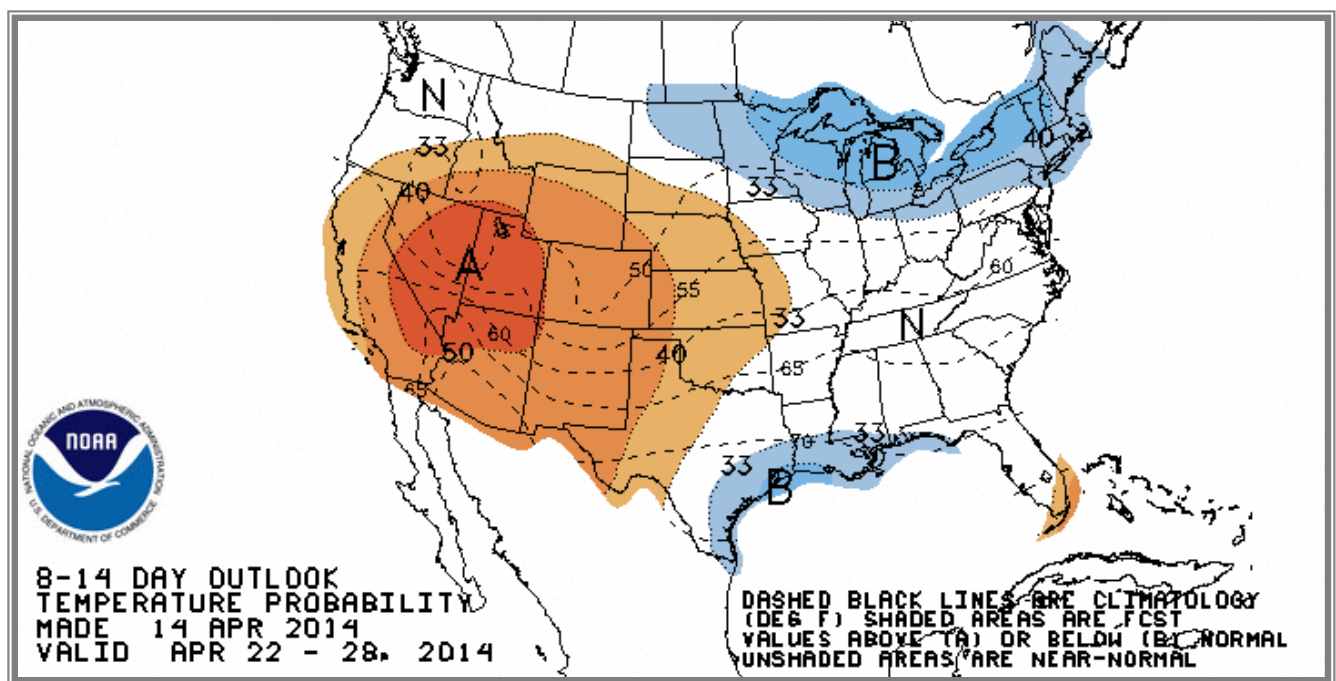 N
33
40
B
40
33
A
50
55
60
N
33
60
50
40
65
65
70
33
33
B
NATIONAL OCEANIC AND ATMOSPHERIC ADMINISTRATION
NOAA
U.S. DEPARTMENT OF COMMERCE
8-14 DAY OUTLOOK
TEMPERATURE PROBABILITY
MADE 14 APR 2014
VALID APR 22 - 28, 2014
DASHED BLACK LINES ARE CLIMATOLOGY
(DEG F) SHADED AREAS ARE FCST
VALUES ABOVE (A) OR BELOW (B) NORMAL
UNSHADED AREAS ARE NEAR-NORMAL